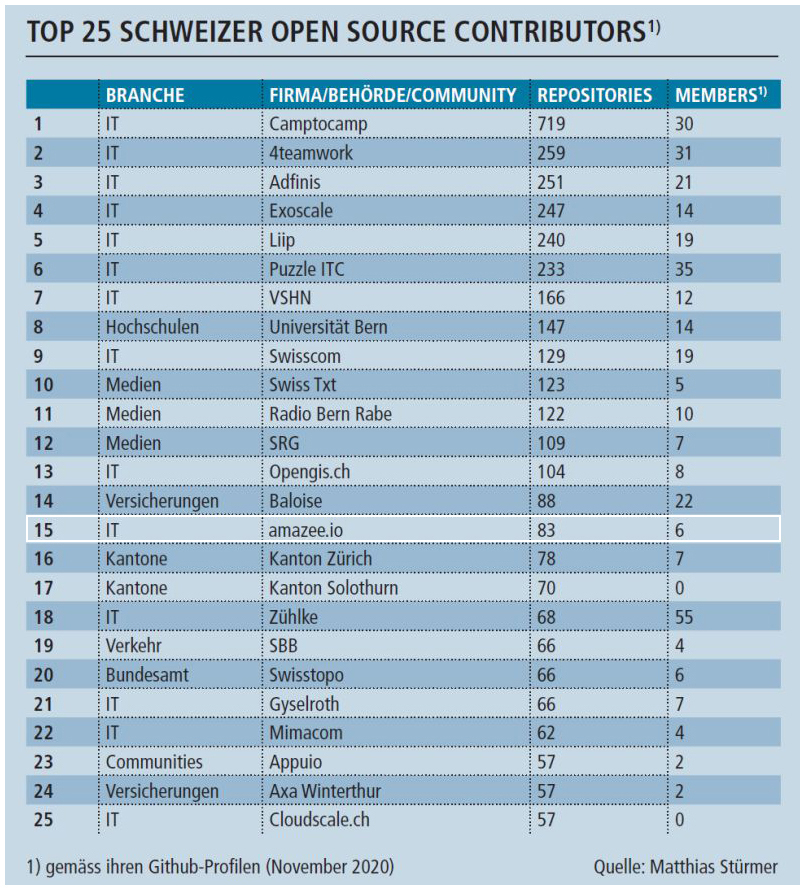 TOP 25 SCHWEIZER OPEN SOURCE CONTRIBUTORS1)
BRANCHE FIRMA/BEHÖRDE/COMMUNITY REPOSITORIES MEMBERS1)
1 IT Camptocamp 719 30
2 IT 4teamwork 259 31
3 IT Adfinis 251 21
4 IT Exoscale 247 14
5 IT Liip 240 19
6 IT Puzzle ITC 233 35
7 IT VSHN 166 12
8 Hochschulen Universität Bern 147 14
9 IT Swisscom 129 19
10 Medien Swiss Txt 123 5
11 Medien Radio Bern Rabe 122 10
12 Medien SRG 109 7
13 IT Opengis.ch 104 8
14 Versicherungen Baloise 88 22
15 IT amazee.io 83 6
16 Kantone Kanton Zürich 78 7
17 Kantone Kanton Solothurn 70 0
18 IT Zühlke 68 55
19 Verkehr SBB 66 4
20 Bundesamt Swisstopo 66 6
21 IT Gyselroth 66 7
22 IT Mimacom 62 4
23 Communities Appuio 57 2
24 Versicherungen Axa Winterthur 57 2
25 IT Cloudscale.ch 57 0
1) gemäss ihren Github-Profilen (November 2020) Quelle: Matthias Stürmer